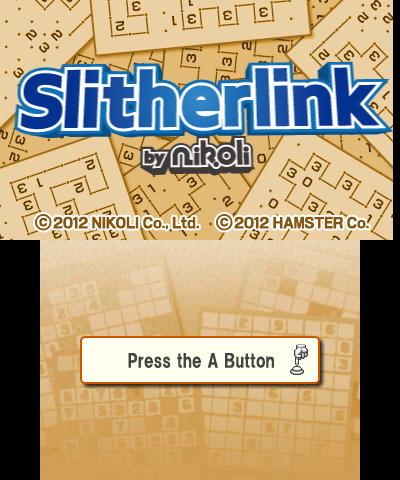 Slitherlink
by nikoli
© 2012 NIKOLI Co., Ltd. © 2012 HAMSTER Co.
Press the A Button